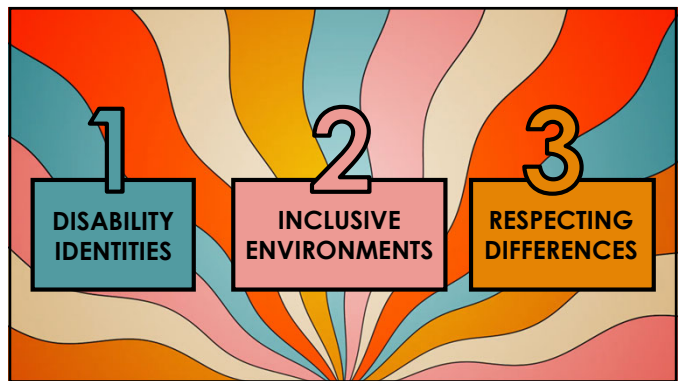 1
DISABILITY
IDENTITIES
2
INCLUSIVE
ENVIRONMENTS
3
RESPECTING
DIFFERENCES